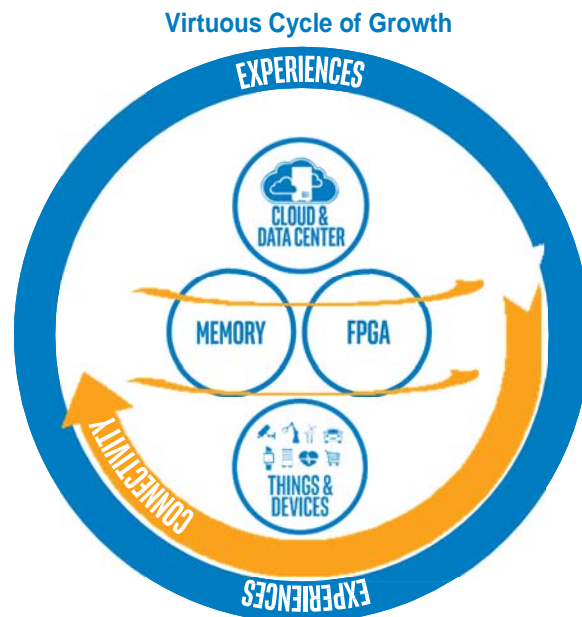 Virtuous Cycle of Growth
EXPERIENCES
CLOUD &
DATA CENTER
MEMORY
FPGA
THINGS &
DEVICES
CONNECTIVITY
EXPERIENCES